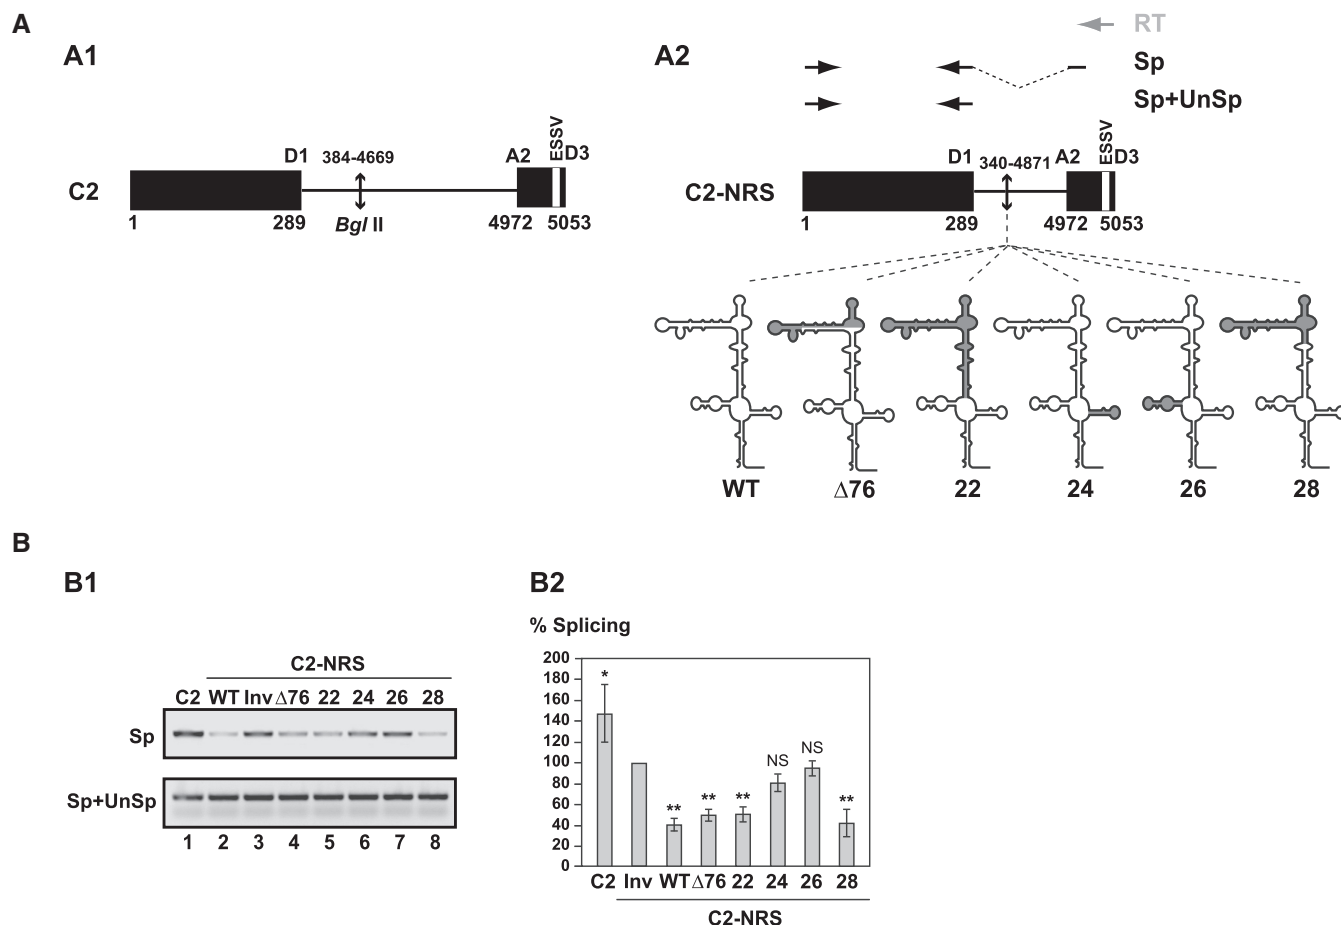 A
A1
D1
384-4669
A2
ESSV
D3
C2
1
289
Bgl II
4972
5053
A2
RT
Sp
Sp+UnSp
D1
340-4871
A2
ESSV
D3
C2-NRS
1
289
4972
5053
WT
Δ76
22
24
26
28
B
B1
C2-NRS
C2 WT Inv Δ76 22 24 26 28
Sp
Sp+UnSp
1 2 3 4 5 6 7 8
B2
% Splicing
200
180
160
140
120
100
80
60
40
20
0
*
**
**
**
NS
NS
**
C2 Inv WT Δ76 22 24 26 28
C2-NRS